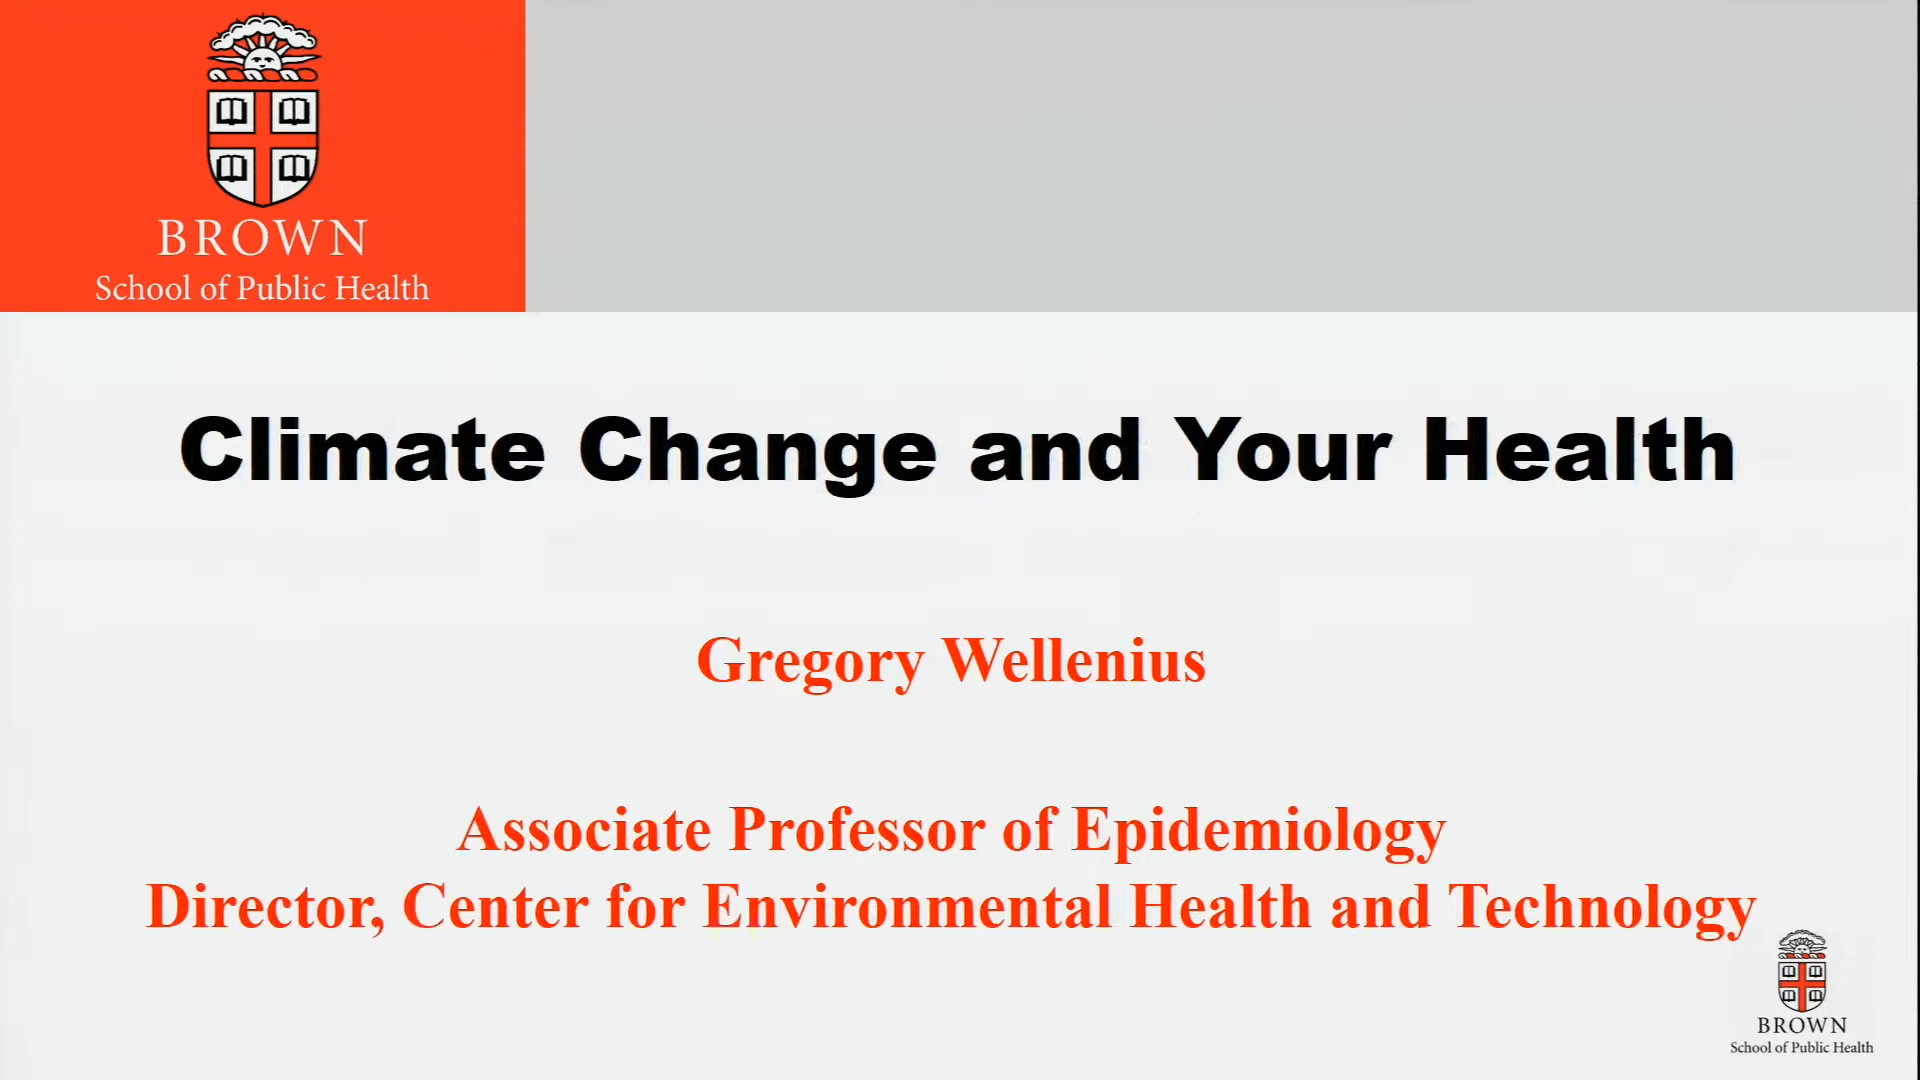 BROWN
School of Public Health
Climate Change and Your Health
Gregory Wellenius
Associate Professor of Epidemiology
Director, Center for Environmental Health and Technology
BROWN
School of Public Health